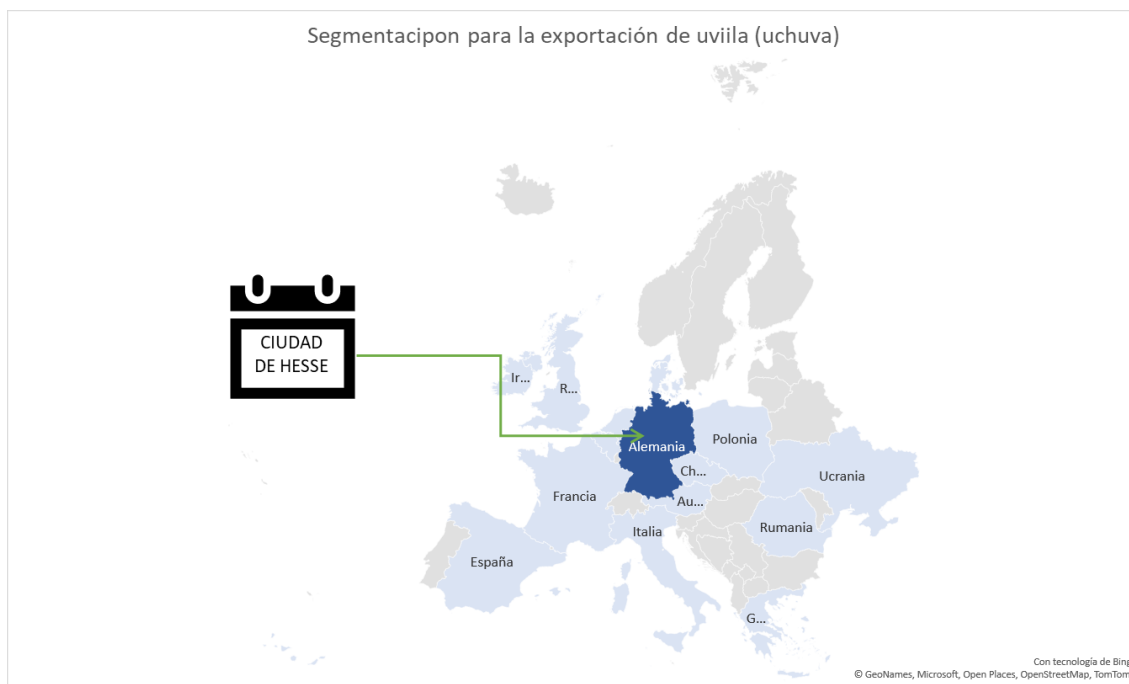 Segmentacipon para la exportación de uviila (uchuva)
CIUDAD
DE HESSE
Ir...
R...
Alemania
Polonia
Ch...
Ucrania
Francia
Au...
Italia
Rumania
España
G...
Con tecnología de Bing
© GeoNames, Microsoft, Open Places, OpenStreetMap, TomTom